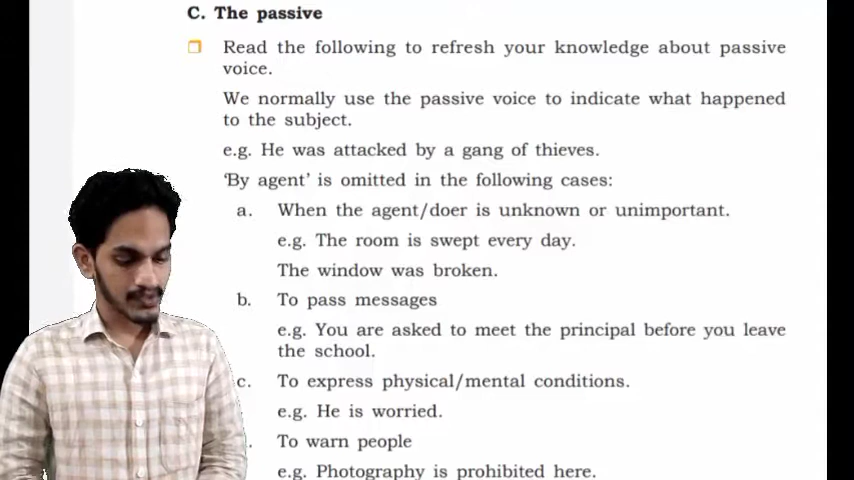 C. The passive
Read the following to refresh your knowledge about passive
voice.
We normally use the passive voice to indicate what happened
to the subject.
e.g. He was attacked by a gang of thieves.
‘By agent’ is omitted in the following cases:
a. When the agent/doer is unknown or unimportant.
e.g. The room is swept every day.
The window was broken.
b. To pass messages
e.g. You are asked to meet the principal before you leave
the school.
c. To express physical/mental conditions.
e.g. He is worried.
. To warn people
e.g. Photography is prohibited here.